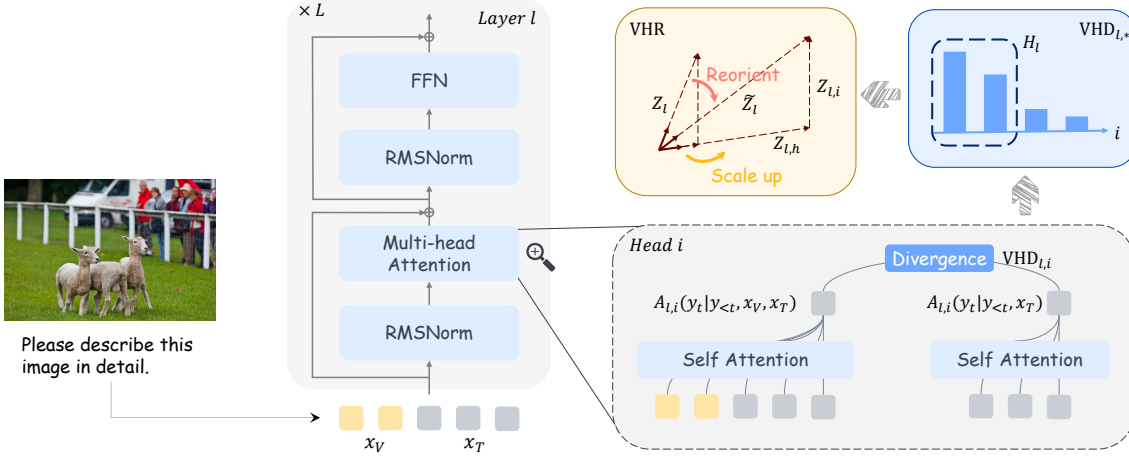 × L
Layer l
FFN
RMSNorm
Multi-head
Attention
RMSNorm
Please describe this
image in detail.
x_V
x_T
VHR
Reorient
Z_l
Z̃_l
Z_{l,i}
Z_{l,h}
Scale up
VHD_{l,*}
H_l
i
Head i
Divergence
VHD_{l,i}
A_{l,i}(y_t|y_{<t}, x_V, x_T)
A_{l,i}(y_t|y_{<t}, x_T)
Self Attention
Self Attention